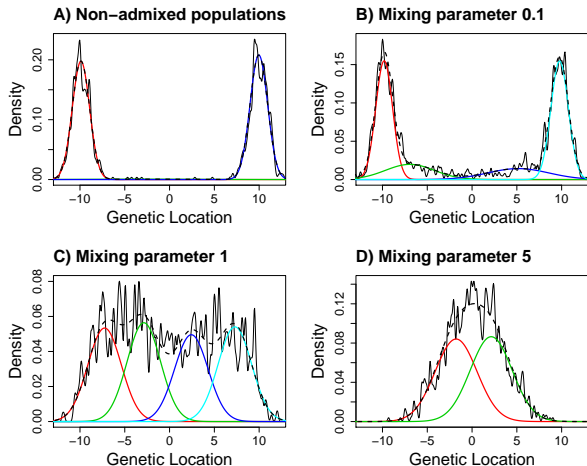 A) Non−admixed populations
Density
0.00
0.10
0.20
−10 −5 0 5 10
Genetic Location
B) Mixing parameter 0.1
Density
0.00
0.05
0.15
−10 −5 0 5 10
Genetic Location
C) Mixing parameter 1
Density
0.00
0.02
0.04
0.06
0.08
−10 −5 0 5 10
Genetic Location
D) Mixing parameter 5
Density
0.00
0.04
0.08
0.12
−10 −5 0 5 10
Genetic Location